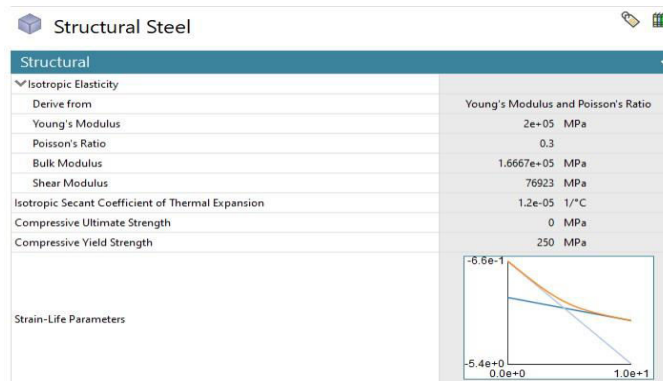 Structural Steel
Structural
Isotropic Elasticity
Derive from Young's Modulus and Poisson's Ratio
Young's Modulus 2e+05 MPa
Poisson's Ratio 0.3
Bulk Modulus 1.6667e+05 MPa
Shear Modulus 76923 MPa
Isotropic Secant Coefficient of Thermal Expansion 1.2e-05 1/°C
Compressive Ultimate Strength 0 MPa
Compressive Yield Strength 250 MPa
-6.6e-1
Strain-Life Parameters
-5.4e+0
0.0e+0 1.0e+1